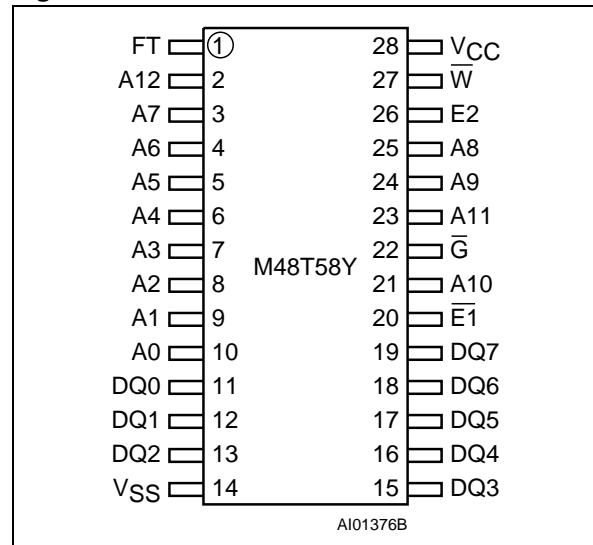 FT 1 28 VCC
A12 2 27 W̅
A7 3 26 E2
A6 4 25 A8
A5 5 24 A9
A4 6 23 A11
A3 7 22 G̅
M48T58Y
A2 8 21 A10
A1 9 20 E̅1̅
A0 10 19 DQ7
DQ0 11 18 DQ6
DQ1 12 17 DQ5
DQ2 13 16 DQ4
VSS 14 15 DQ3
AI01376B